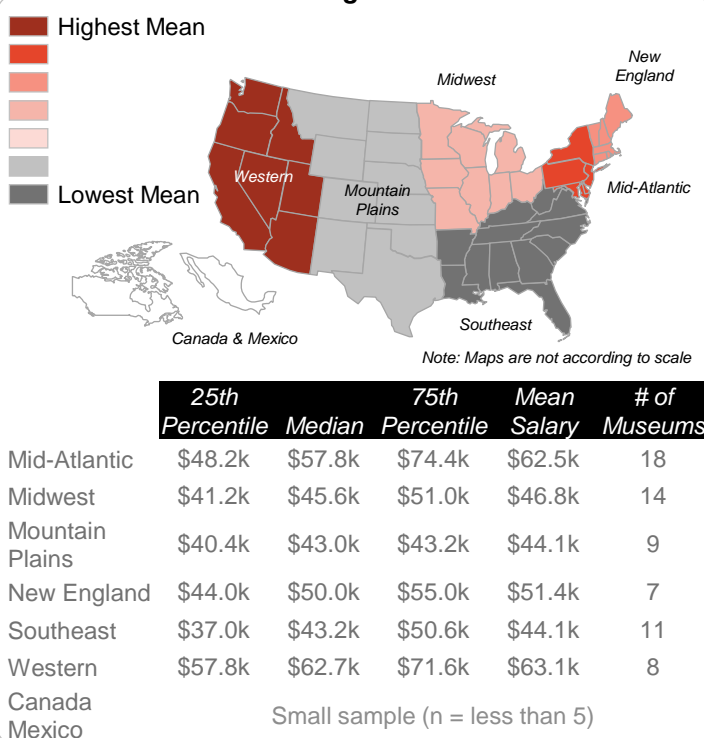 Highest Mean
New
England
Midwest
Western
Mountain
Plains
Mid-Atlantic
Lowest Mean
Southeast
Canada & Mexico
Note: Maps are not according to scale
25th Percentile Median 75th Percentile Mean Salary # of Museums
Mid-Atlantic $48.2k $57.8k $74.4k $62.5k 18
Midwest $41.2k $45.6k $51.0k $46.8k 14
Mountain
Plains $40.4k $43.0k $43.2k $44.1k 9
New England $44.0k $50.0k $55.0k $51.4k 7
Southeast $37.0k $43.2k $50.6k $44.1k 11
Western $57.8k $62.7k $71.6k $63.1k 8
Canada
Mexico Small sample (n = less than 5)